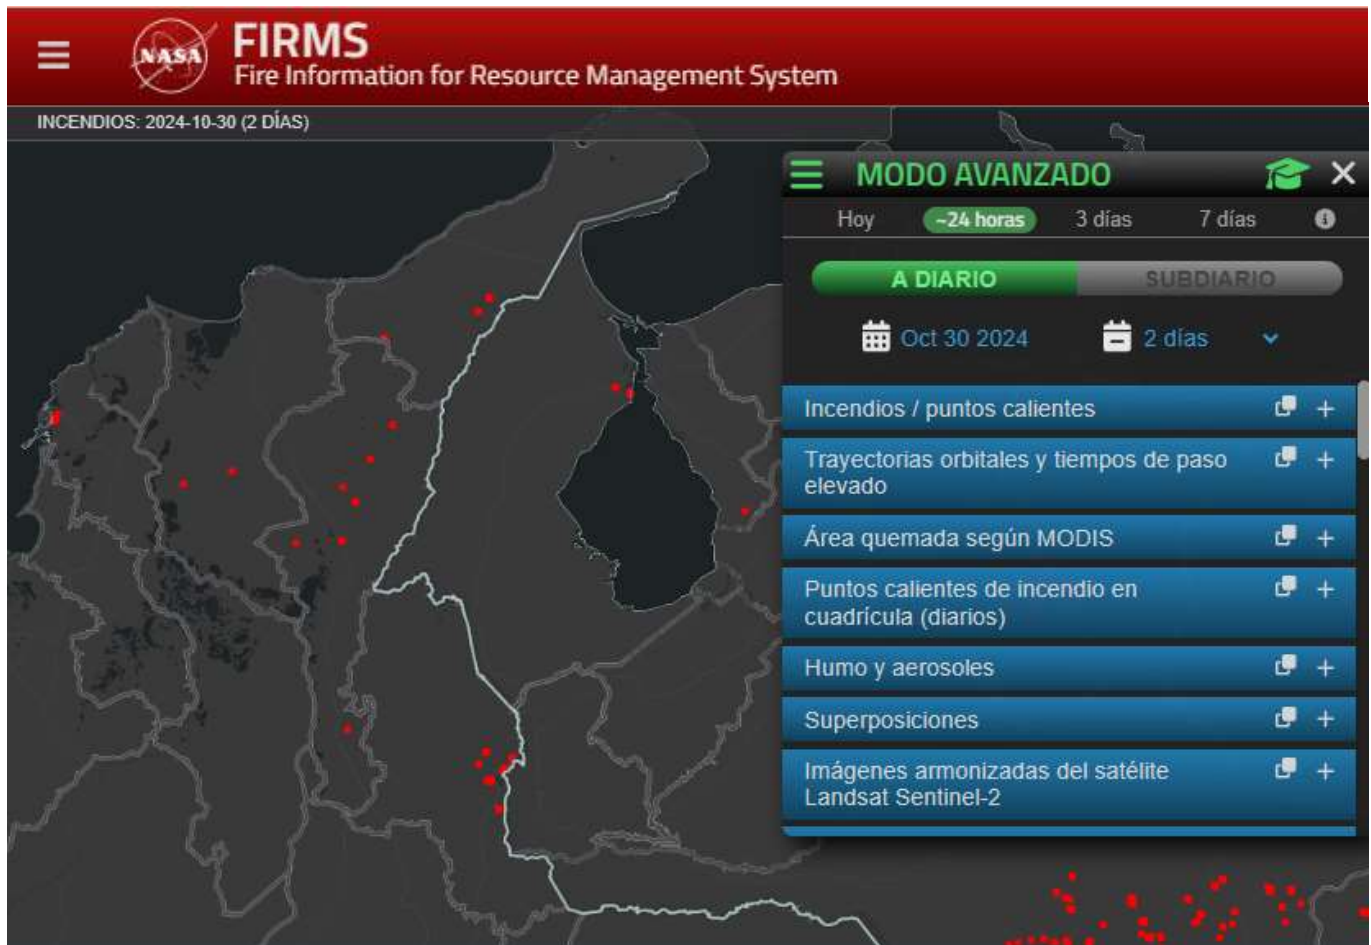 NASA
FIRMS
Fire Information for Resource Management System
INCENDIOS: 2024-10-30 (2 DÍAS)
MODO AVANZADO
Hoy ~24 horas 3 días 7 días
A DIARIO SUBDIARIO
Oct 30 2024 2 días
Incendios / puntos calientes
Trayectorias orbitales y tiempos de paso
elevado
Área quemada según MODIS
Puntos calientes de incendio en
cuadrícula (diarios)
Humo y aerosoles
Superposiciones
Imágenes armonizadas del satélite
Landsat Sentinel-2